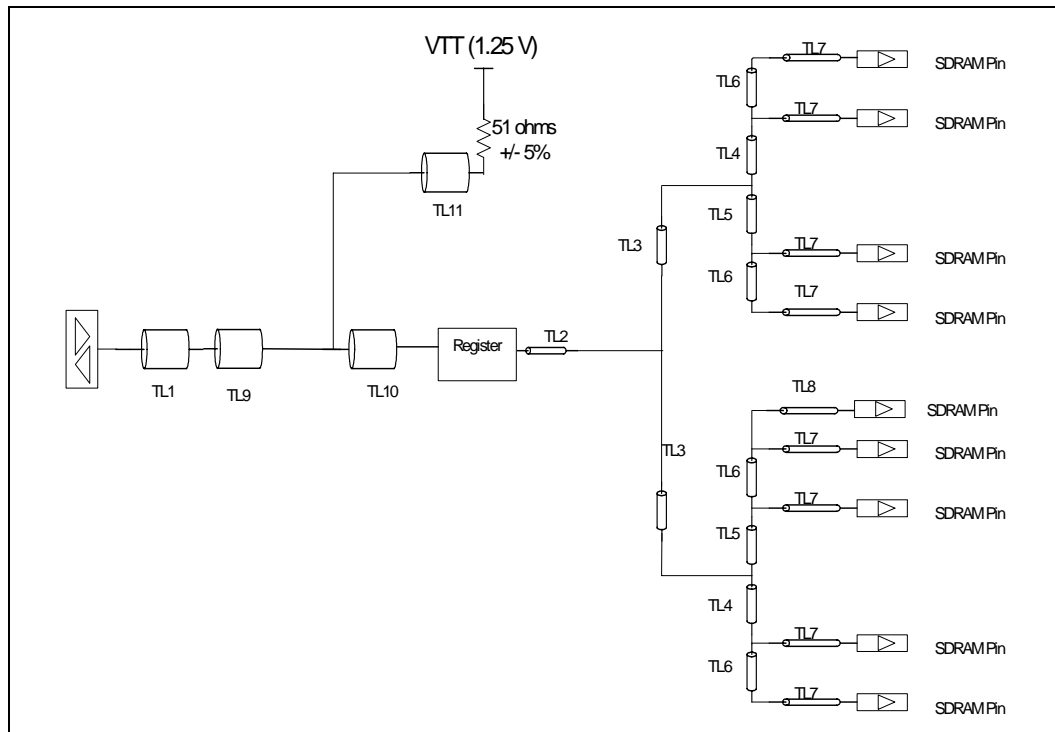 VTT (1.25 V)
51 ohms
+/- 5%
TL11
TL1
TL9
TL10
Register
TL2
TL3
TL3
TL7
SDRAM Pin
TL6
TL7
SDRAM Pin
TL4
TL5
TL7
SDRAM Pin
TL6
TL7
SDRAM Pin
TL8
SDRAM Pin
TL7
SDRAM Pin
TL6
TL7
SDRAM Pin
TL5
TL4
TL7
SDRAM Pin
TL6
TL7
SDRAM Pin